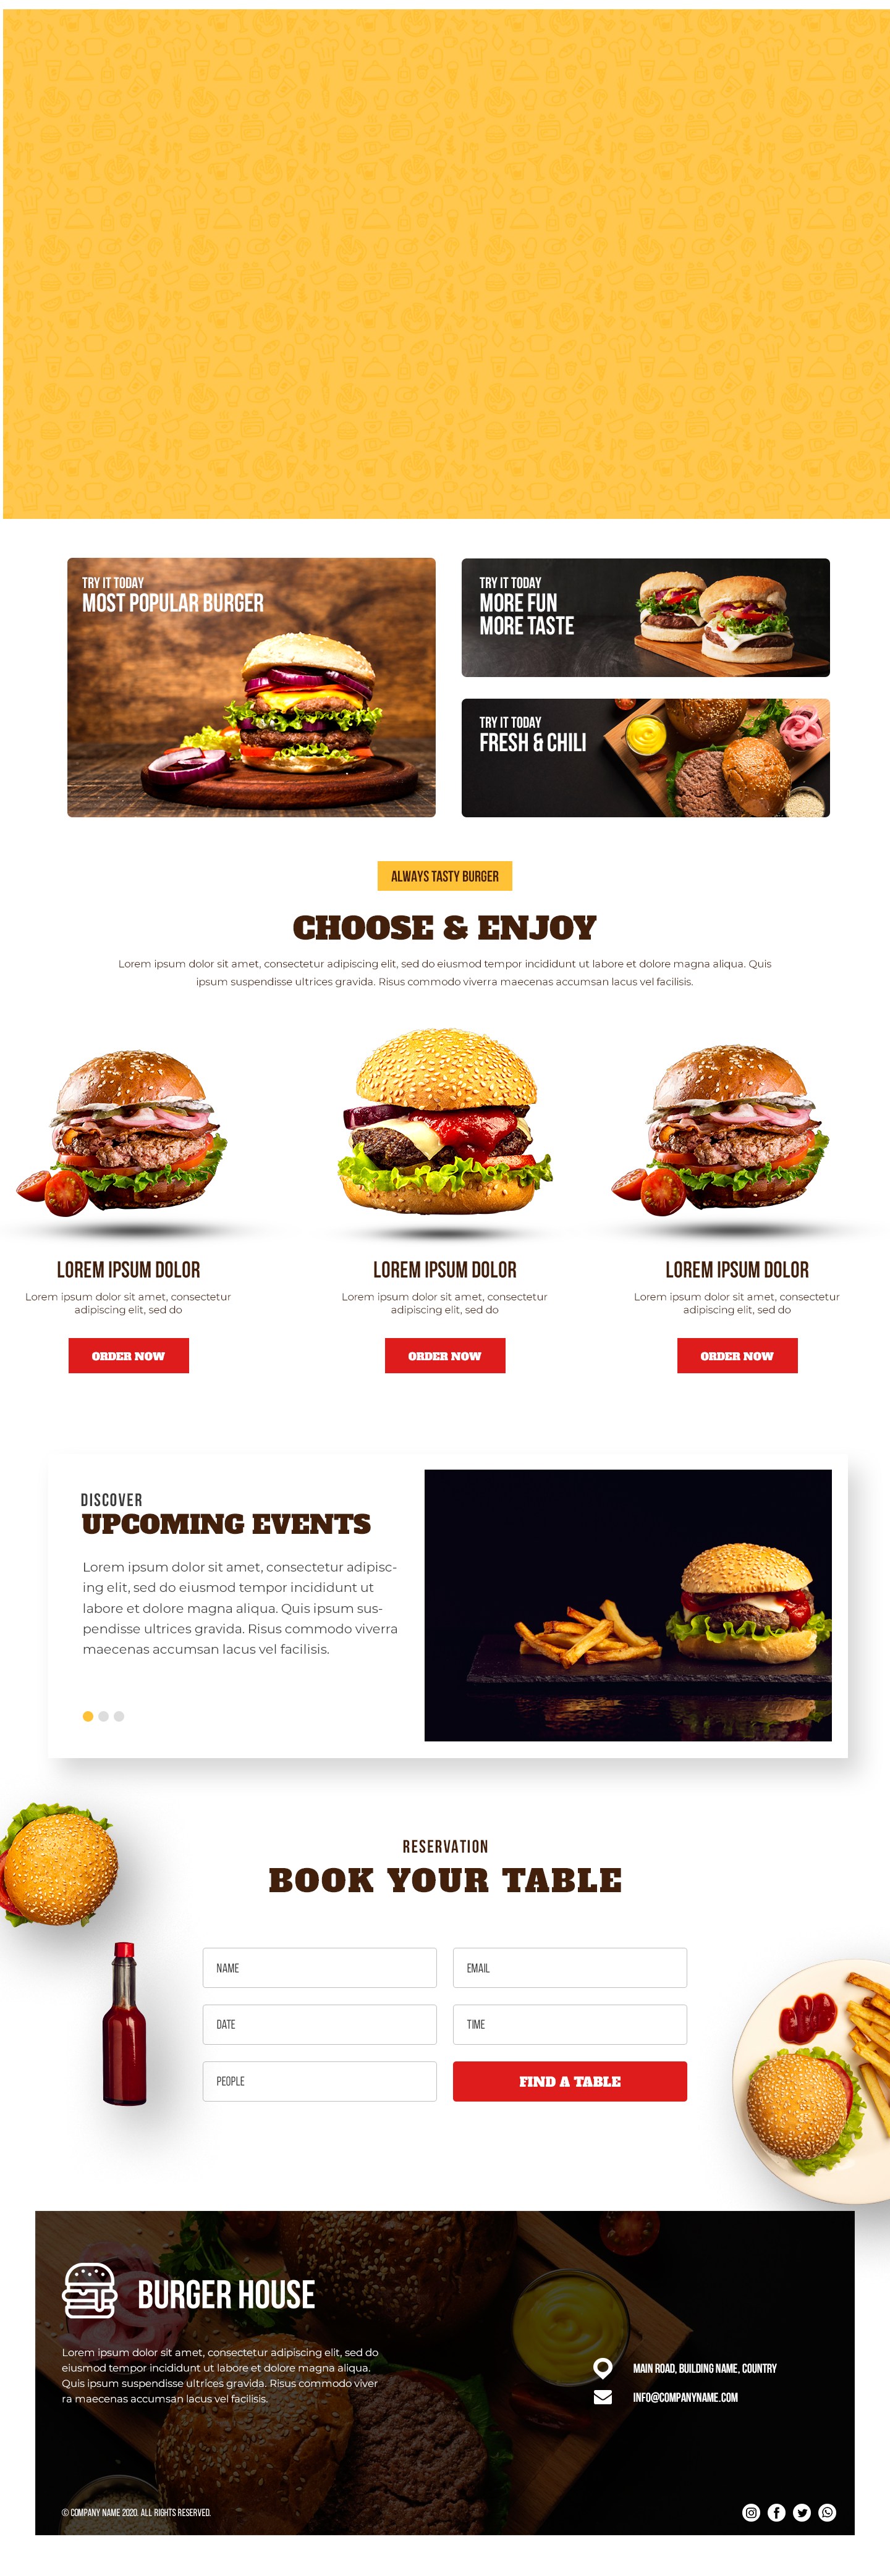 TRY IT TODAY
MOST POPULAR BURGER
TRY IT TODAY
MORE FUN
MORE TASTE
TRY IT TODAY
FRESH & CHILI
ALWAYS TASTY BURGER
CHOOSE & ENJOY
Lorem ipsum dolor sit amet, consectetur adipiscing elit, sed do eiusmod tempor incididunt ut labore et dolore magna aliqua. Quis
ipsum suspendisse ultrices gravida. Risus commodo viverra maecenas accumsan lacus vel facilisis.
LOREM IPSUM DOLOR
Lorem ipsum dolor sit amet, consectetur
adipiscing elit, sed do
ORDER NOW
LOREM IPSUM DOLOR
Lorem ipsum dolor sit amet, consectetur
adipiscing elit, sed do
ORDER NOW
LOREM IPSUM DOLOR
Lorem ipsum dolor sit amet, consectetur
adipiscing elit, sed do
ORDER NOW
DISCOVER
UPCOMING EVENTS
Lorem ipsum dolor sit amet, consectetur adipisc-
ing elit, sed do eiusmod tempor incididunt ut
labore et dolore magna aliqua. Quis ipsum sus-
pendisse ultrices gravida. Risus commodo viverra
maecenas accumsan lacus vel facilisis.
RESERVATION
BOOK YOUR TABLE
NAME
EMAIL
DATE
TIME
PEOPLE
FIND A TABLE
BURGER HOUSE
Lorem ipsum dolor sit amet, consectetur adipiscing elit, sed do
eiusmod tempor incididunt ut labore et dolore magna aliqua.
Quis ipsum suspendisse ultrices gravida. Risus commodo viver
ra maecenas accumsan lacus vel facilisis.
MAIN ROAD, BUILDING NAME, COUNTRY
INFO@COMPANYNAME.COM
© COMPANY NAME 2020. ALL RIGHTS RESERVED.